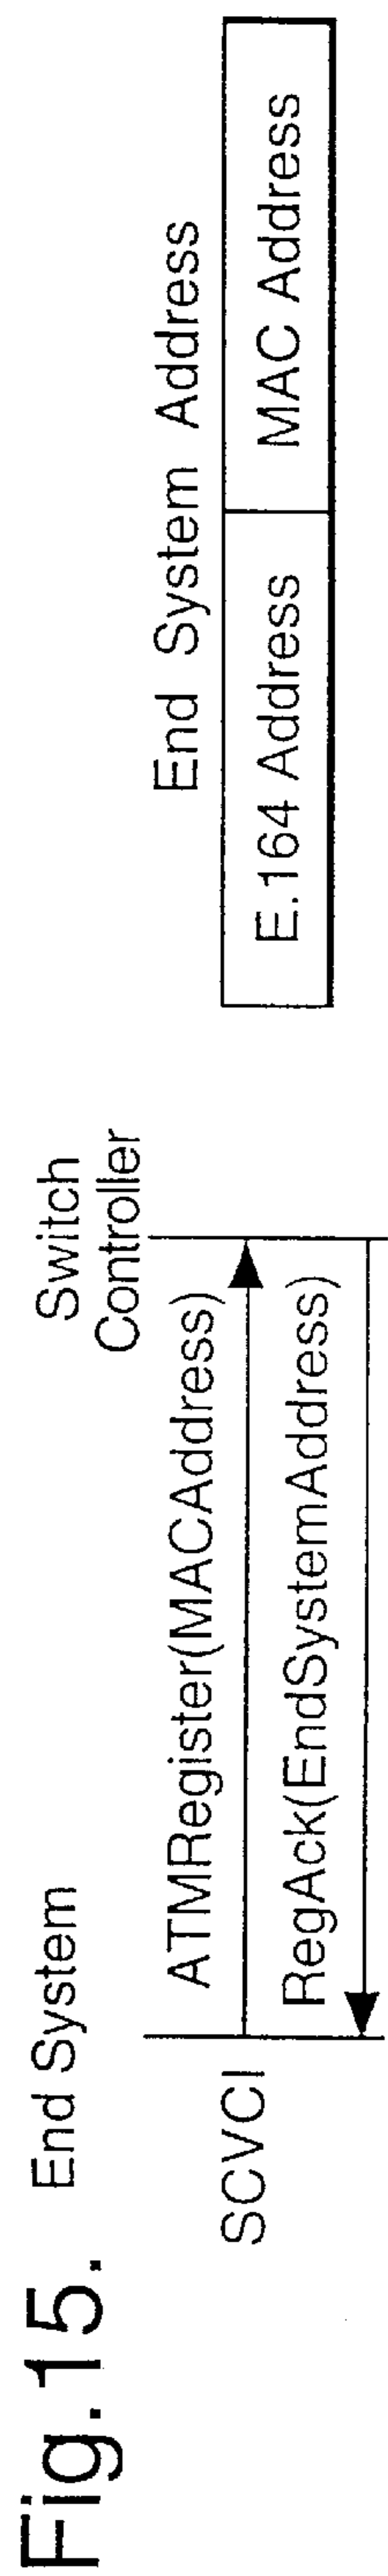 Fig.15.
End System
Switch
Controller
SCVCI
ATMRegister(MACAddress)
RegAck(EndSystemAddress)
End System Address
E.164 Address
MAC Address